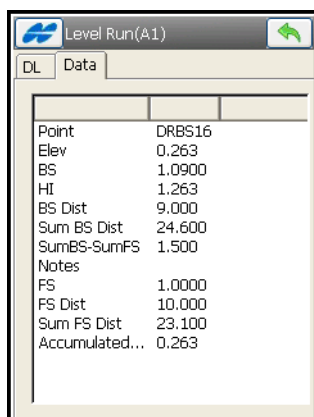 Level Run(A1)
DL Data
Point DRBS16
Elev 0.263
BS 1.0900
HI 1.263
BS Dist 9.000
Sum BS Dist 24.600
SumBS-SumFS 1.500
Notes
FS 1.0000
FS Dist 10.000
Sum FS Dist 23.100
Accumulated... 0.263